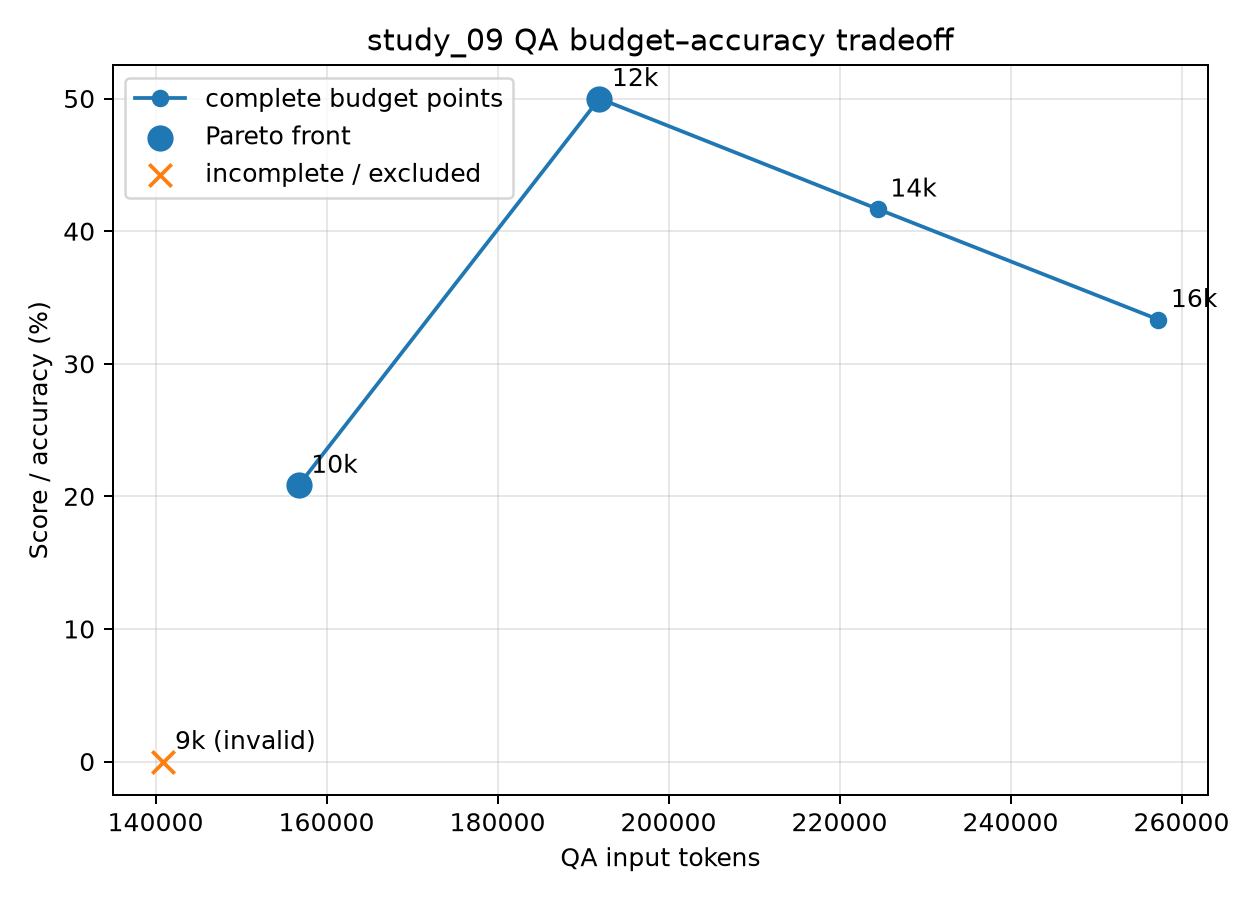 study_09 QA budget–accuracy tradeoff
complete budget points
Pareto front
incomplete / excluded
12k
14k
16k
10k
9k (invalid)
50
40
30
20
10
0
Score / accuracy (%)
140000
160000
180000
200000
220000
240000
260000
QA input tokens